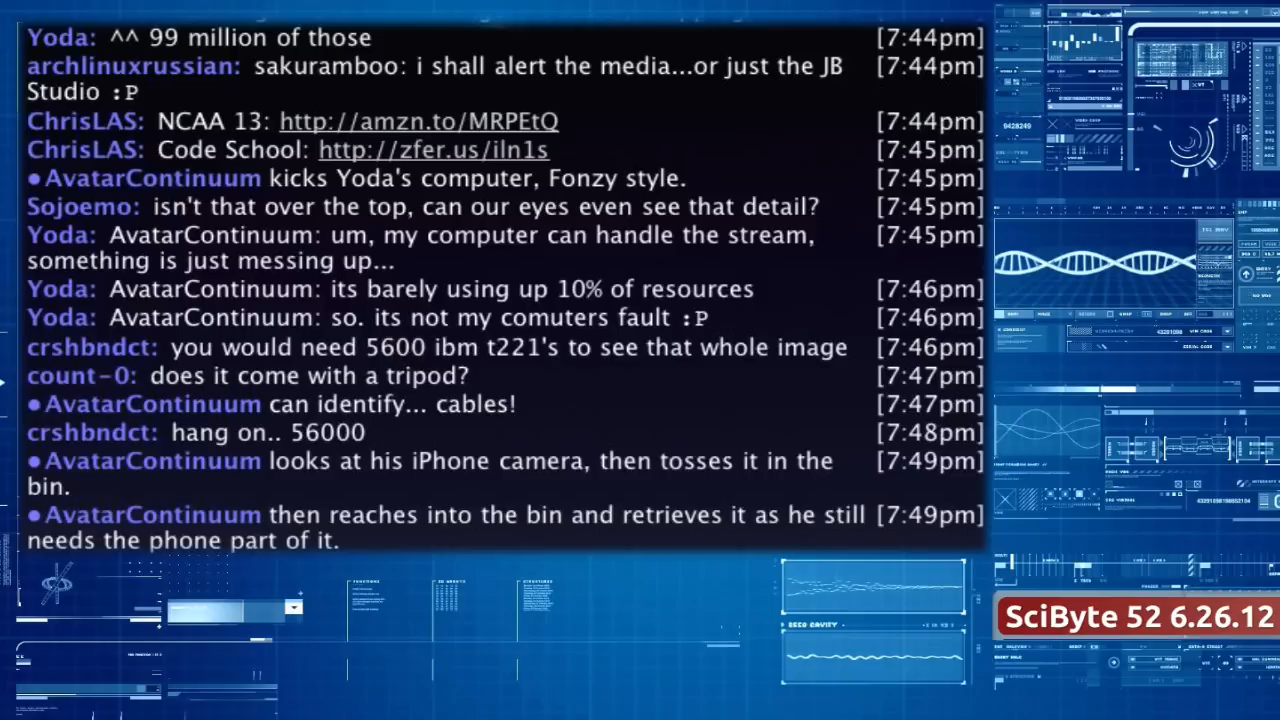 Yoda: ^^ 99 million of those [7:44pm]
archlinuxrussian: sakuramboo: i shall alert the media...or just the JB [7:44pm]
Studio :P
ChrisLAS: NCAA 13: http://amzn.to/MRPEtQ [7:44pm]
ChrisLAS: Code School: http://zfer.us/iln1s [7:45pm]
●AvatarContinuum kicks Yoda's computer, Fonzy style. [7:45pm]
Sojoemo: isn't that over the top, can our eyes even see that detail? [7:45pm]
Yoda: AvatarContinuum: um, my computer can handle the stream, [7:45pm]
something is just messing up...
Yoda: AvatarContinuum: its barely using up 10% of resources [7:46pm]
Yoda: AvatarContinuum: so. its not my comuters fault :P [7:46pm]
crshbndct: you would need 5600 ibm t221's to see that whole image [7:46pm]
count-0: does it come with a tripod? [7:47pm]
●AvatarContinuum can identify... cables! [7:47pm]
crshbndct: hang on.. 56000 [7:48pm]
●AvatarContinuum looks at his iPhone camera, then tosses it in the [7:49pm]
bin.
●AvatarContinuum then reaches into the bin and retrieves it as he still [7:49pm]
needs the phone part of it.
SciByte 52 6.26.12